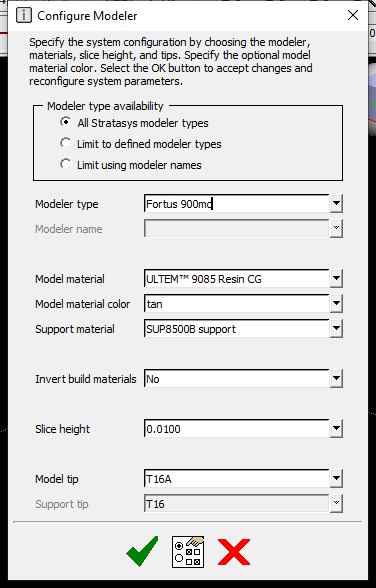 Configure Modeler
Specify the system configuration by choosing the modeler,
materials, slice height, and tips. Specify the optional model
material color. Select the OK button to accept changes and
reconfigure system parameters.
Modeler type availability
All Stratasys modeler types
Limit to defined modeler types
Limit using modeler names
Modeler type Fortus 900mc
Modeler name
Model material ULTEM™ 9085 Resin CG
Model material color tan
Support material SUP8500B support
Invert build materials No
Slice height 0.0100
Model tip T16A
Support tip T16